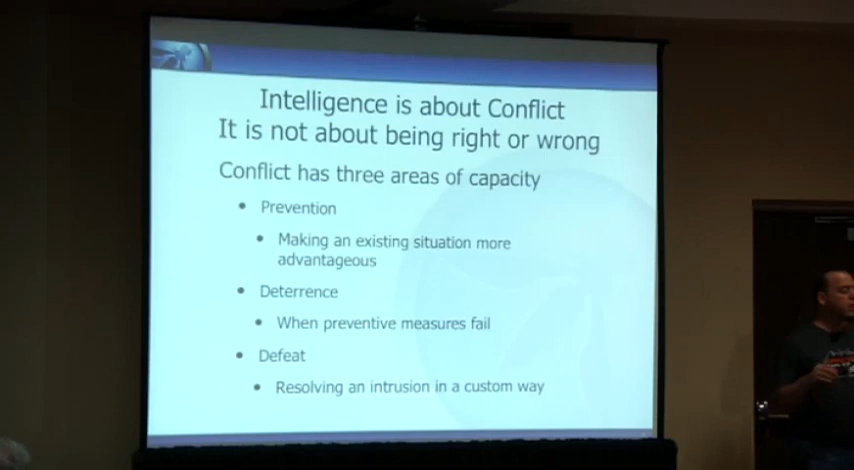 Intelligence is about Conflict
It is not about being right or wrong
Conflict has three areas of capacity
• Prevention
• Making an existing situation more
advantageous
• Deterrence
• When preventive measures fail
• Defeat
• Resolving an intrusion in a custom way